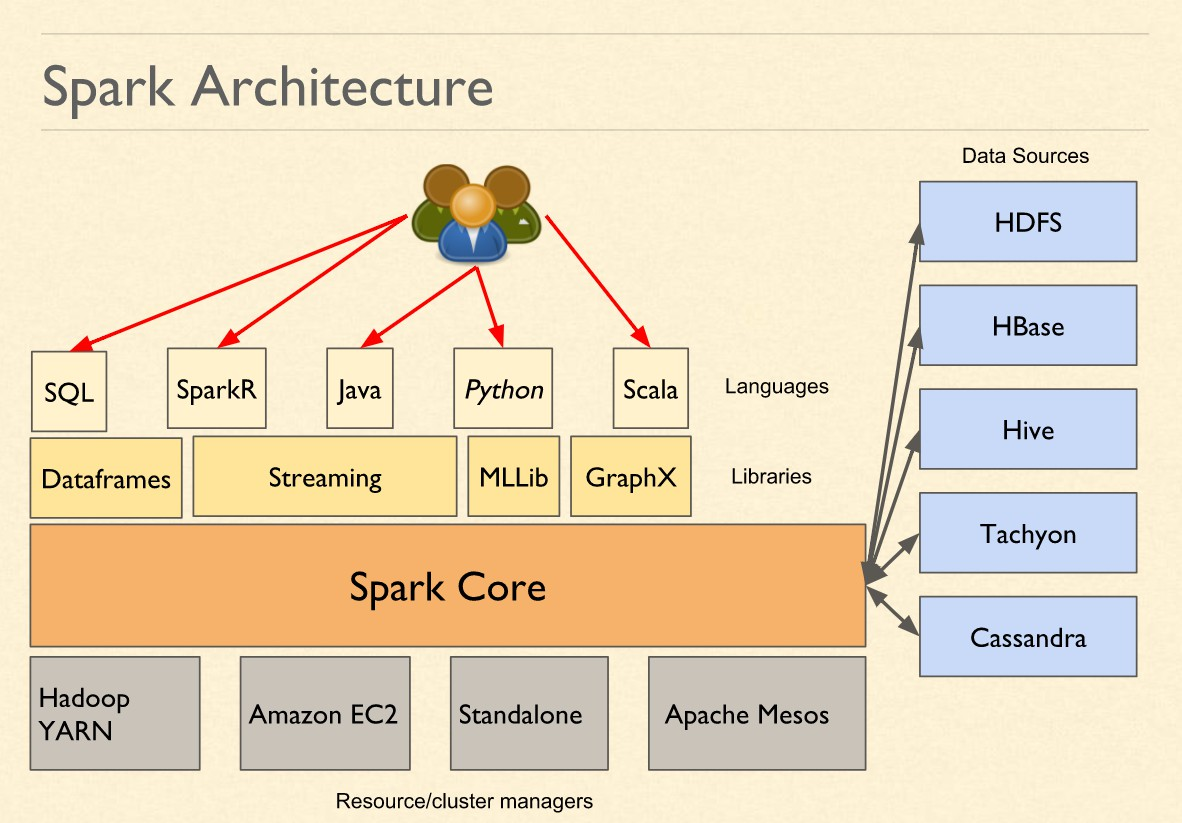 Spark Architecture
Data Sources
HDFS
HBase
Hive
Tachyon
Cassandra
SQL
SparkR
Java
Python
Scala
Languages
Dataframes
Streaming
MLLib
GraphX
Libraries
Spark Core
Hadoop
YARN
Amazon EC2
Standalone
Apache Mesos
Resource/cluster managers